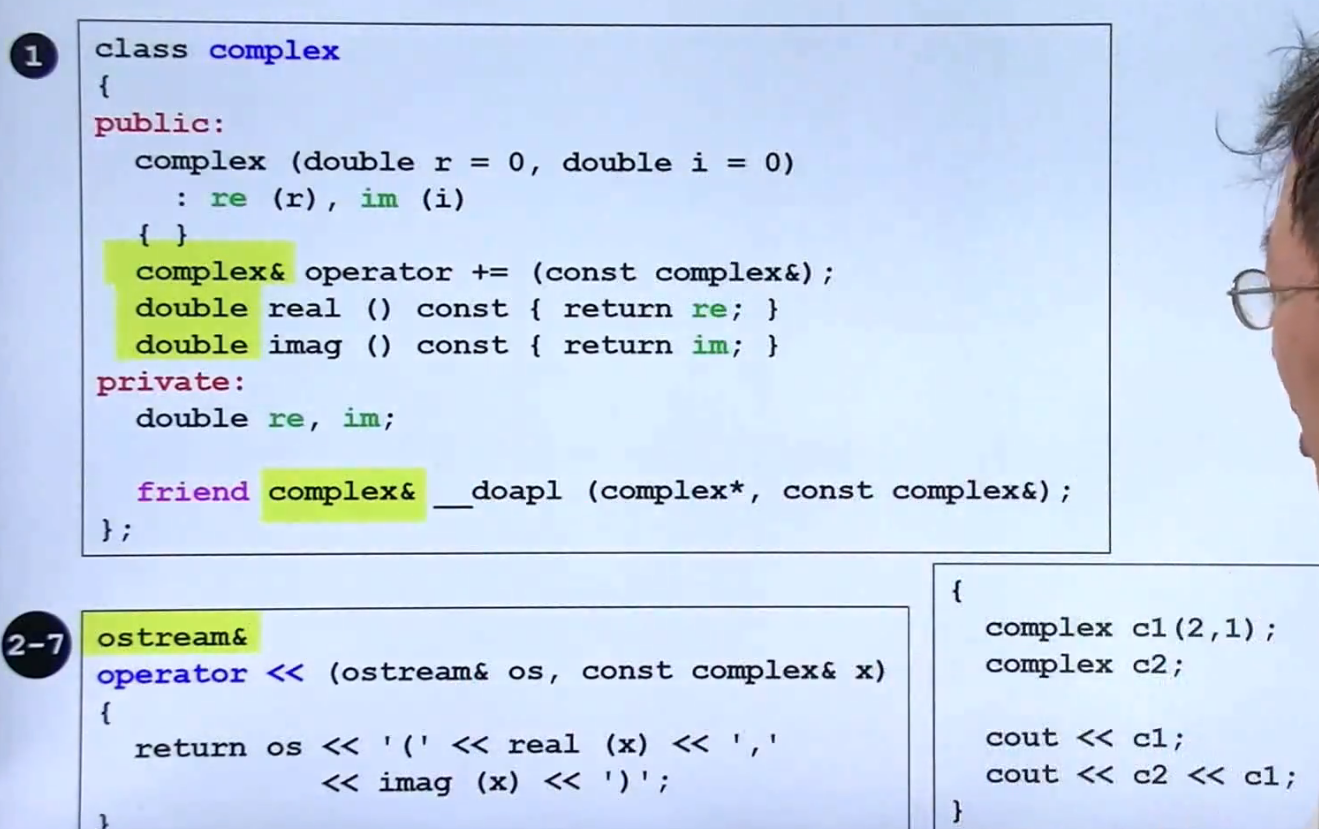 1
class complex
{
public:
complex (double r = 0, double i = 0)
: re (r), im (i)
{ }
complex& operator += (const complex&);
double real () const { return re; }
double imag () const { return im; }
private:
double re, im;
friend complex& __doapl (complex*, const complex&);
};
2-7
ostream&
operator << (ostream& os, const complex& x)
{
return os << '(' << real (x) << ','
<< imag (x) << ')';
}
{
complex c1(2,1);
complex c2;
cout << c1;
cout << c2 << c1;
}